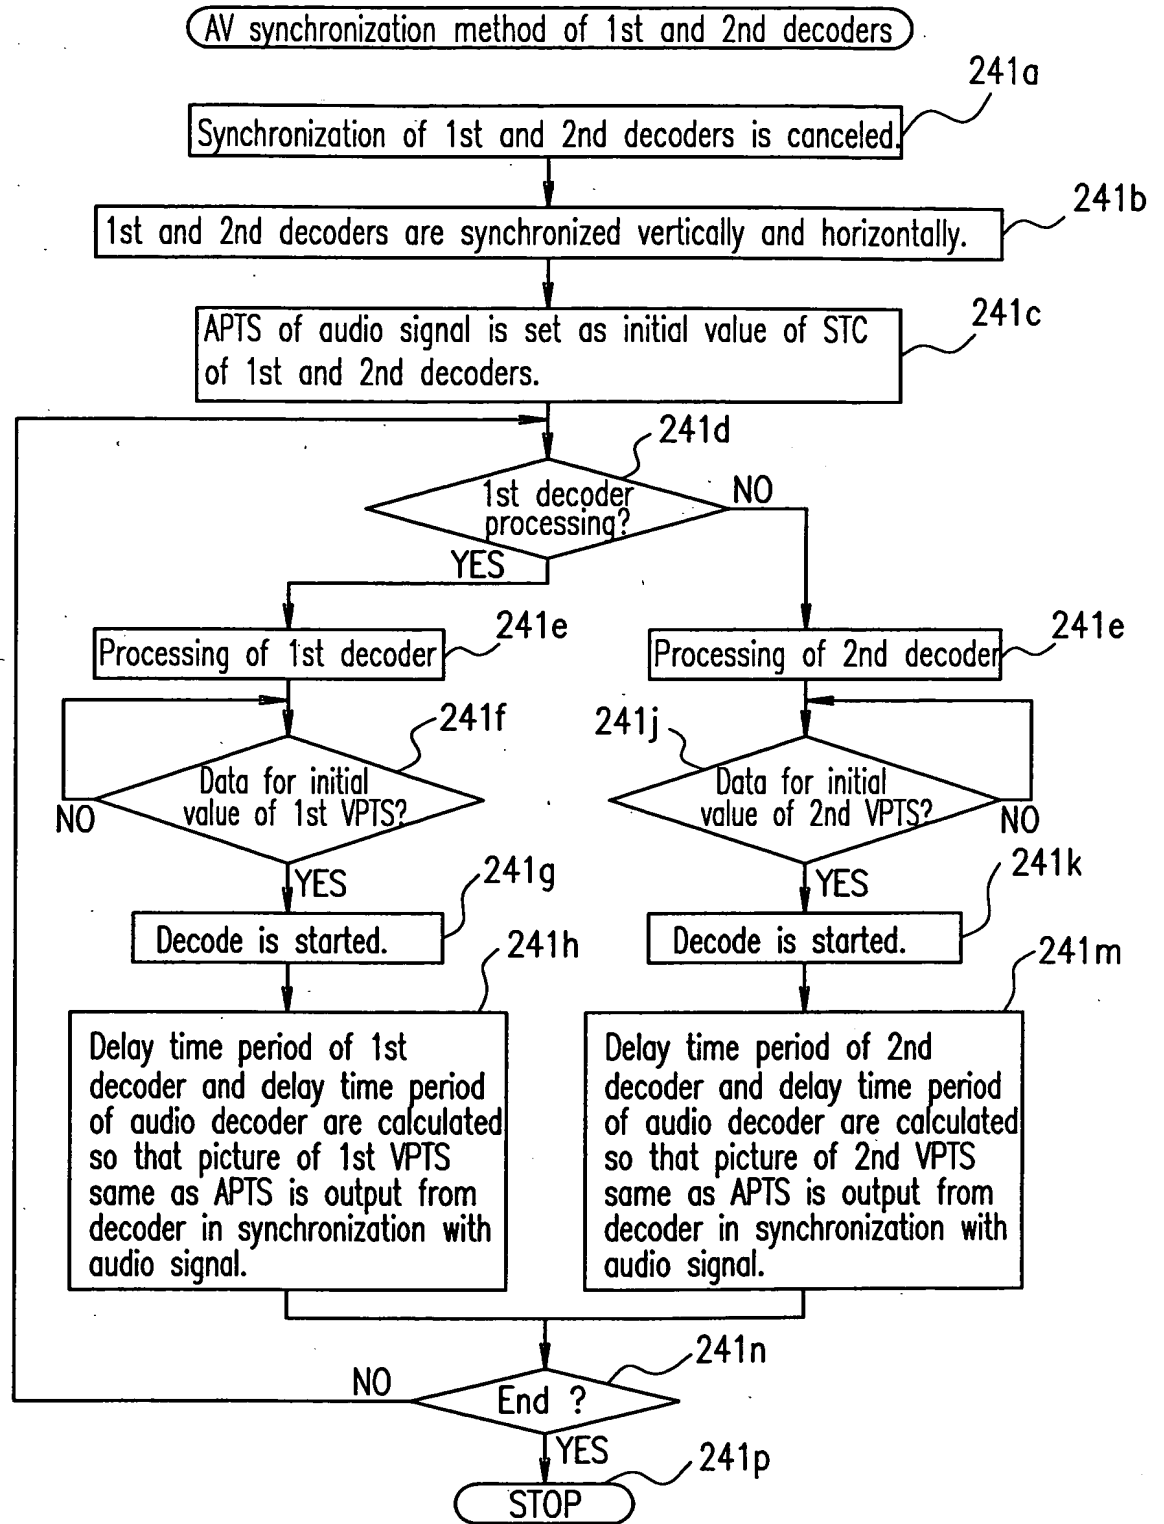 AV synchronization method of 1st and 2nd decoders
241a
Synchronization of 1st and 2nd decoders is canceled.
241b
1st and 2nd decoders are synchronized vertically and horizontally.
241c
APTS of audio signal is set as initial value of STC
of 1st and 2nd decoders.
241d
1st decoder
processing?
NO
YES
241e
Processing of 1st decoder
241e
Processing of 2nd decoder
241f
Data for initial
value of 1st VPTS?
NO
YES
241j
Data for initial
value of 2nd VPTS?
NO
YES
241g
Decode is started.
241k
Decode is started.
241h
Delay time period of 1st
decoder and delay time period
of audio decoder are calculated
so that picture of 1st VPTS
same as APTS is output from
decoder in synchronization with
audio signal.
241m
Delay time period of 2nd
decoder and delay time period
of audio decoder are calculated
so that picture of 2nd VPTS
same as APTS is output from
decoder in synchronization with
audio signal.
241n
NO
End ?
YES
241p
STOP